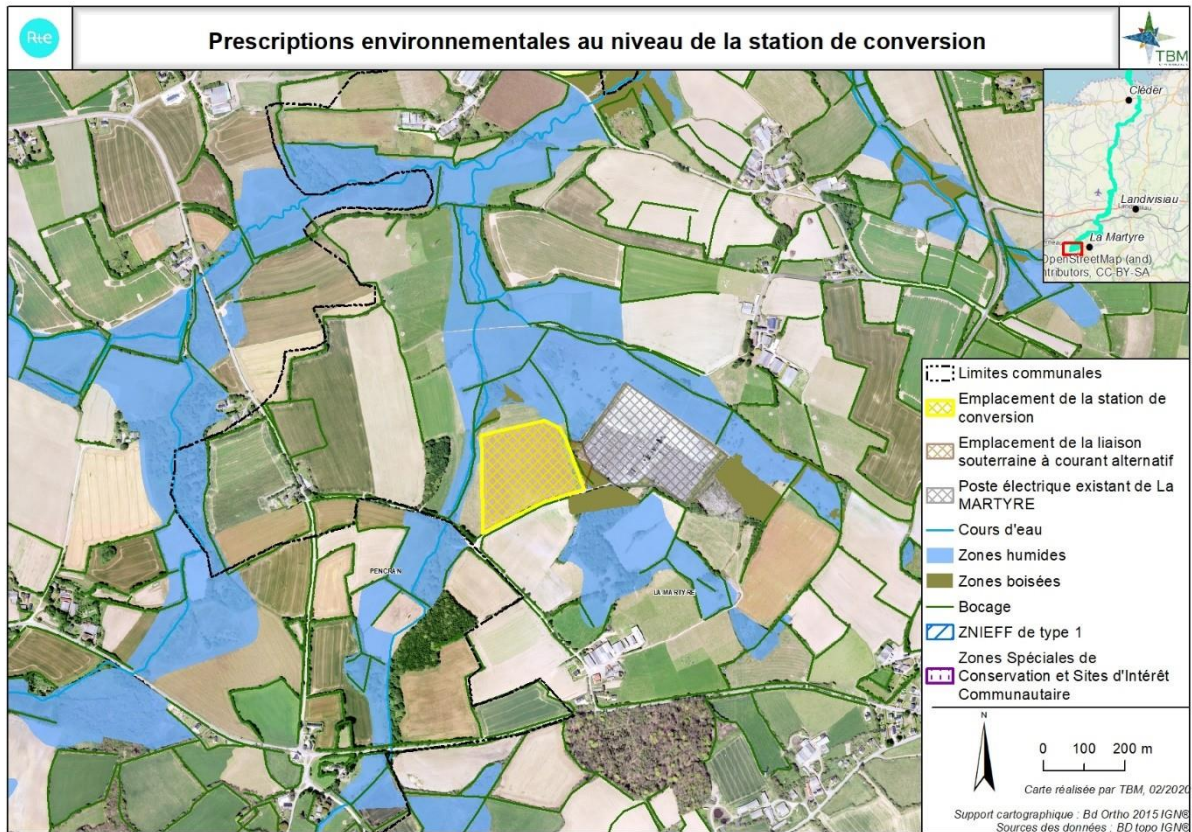 Rte
Prescriptions environnementales au niveau de la station de conversion
TBM
Cléder
Landivisiau
La Martyre
OpenStreetMap (and)
ntributors, CC-BY-SA
PENCRAN
LA MARTYRE
Limites communales
Emplacement de la station de
conversion
Emplacement de la liaison
souterraine à courant alternatif
Poste électrique existant de La
MARTYRE
Cours d'eau
Zones humides
Zones boisées
Bocage
ZNIEFF de type 1
Zones Spéciales de
Conservation et Sites d'Intérêt
Communautaire
N
0 100 200 m
Carte réalisée par TBM, 02/2020
Support cartographique : Bd Ortho 2015 IGN®
Sources des données : BD topo IGN®